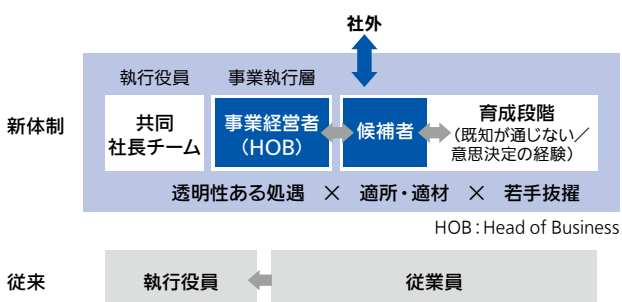 社外
執行役員
事業執行層
新体制
共同
社長チーム
事業経営者
（HOB）
候補者
育成段階
（既知が通じない／
意思決定の経験）
透明性ある処遇 × 適所・適材 × 若手抜擢
HOB：Head of Business
従来
執行役員
従業員